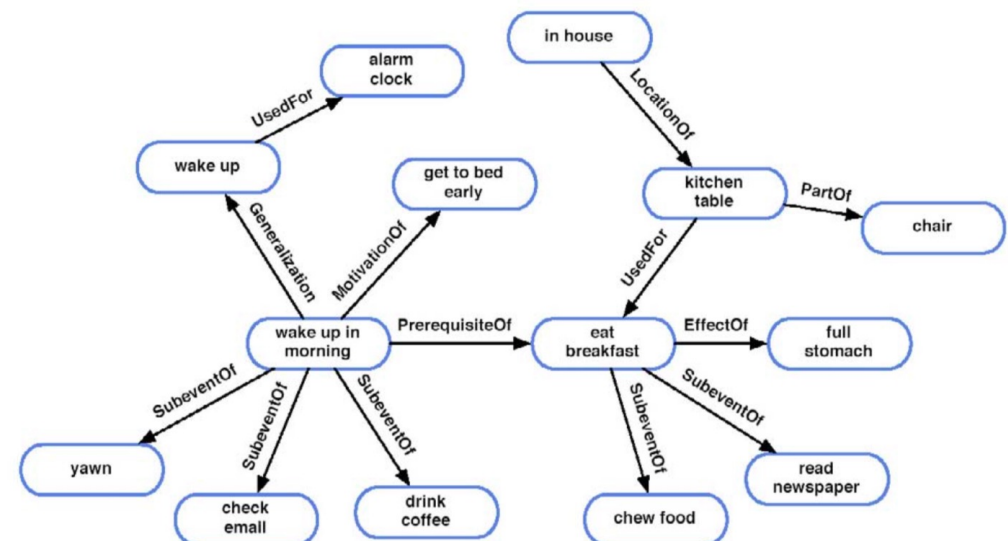 in house
alarm
clock
UsedFor
LocationOf
wake up
get to bed
early
kitchen
table
PartOf
chair
Generalization
MotivationOf
UsedFor
wake up in
morning
PrerequisiteOf
eat
breakfast
EffectOf
full
stomach
SubeventOf
SubeventOf
SubeventOf
SubeventOf
SubeventOf
yawn
check
email
drink
coffee
chew food
read
newspaper